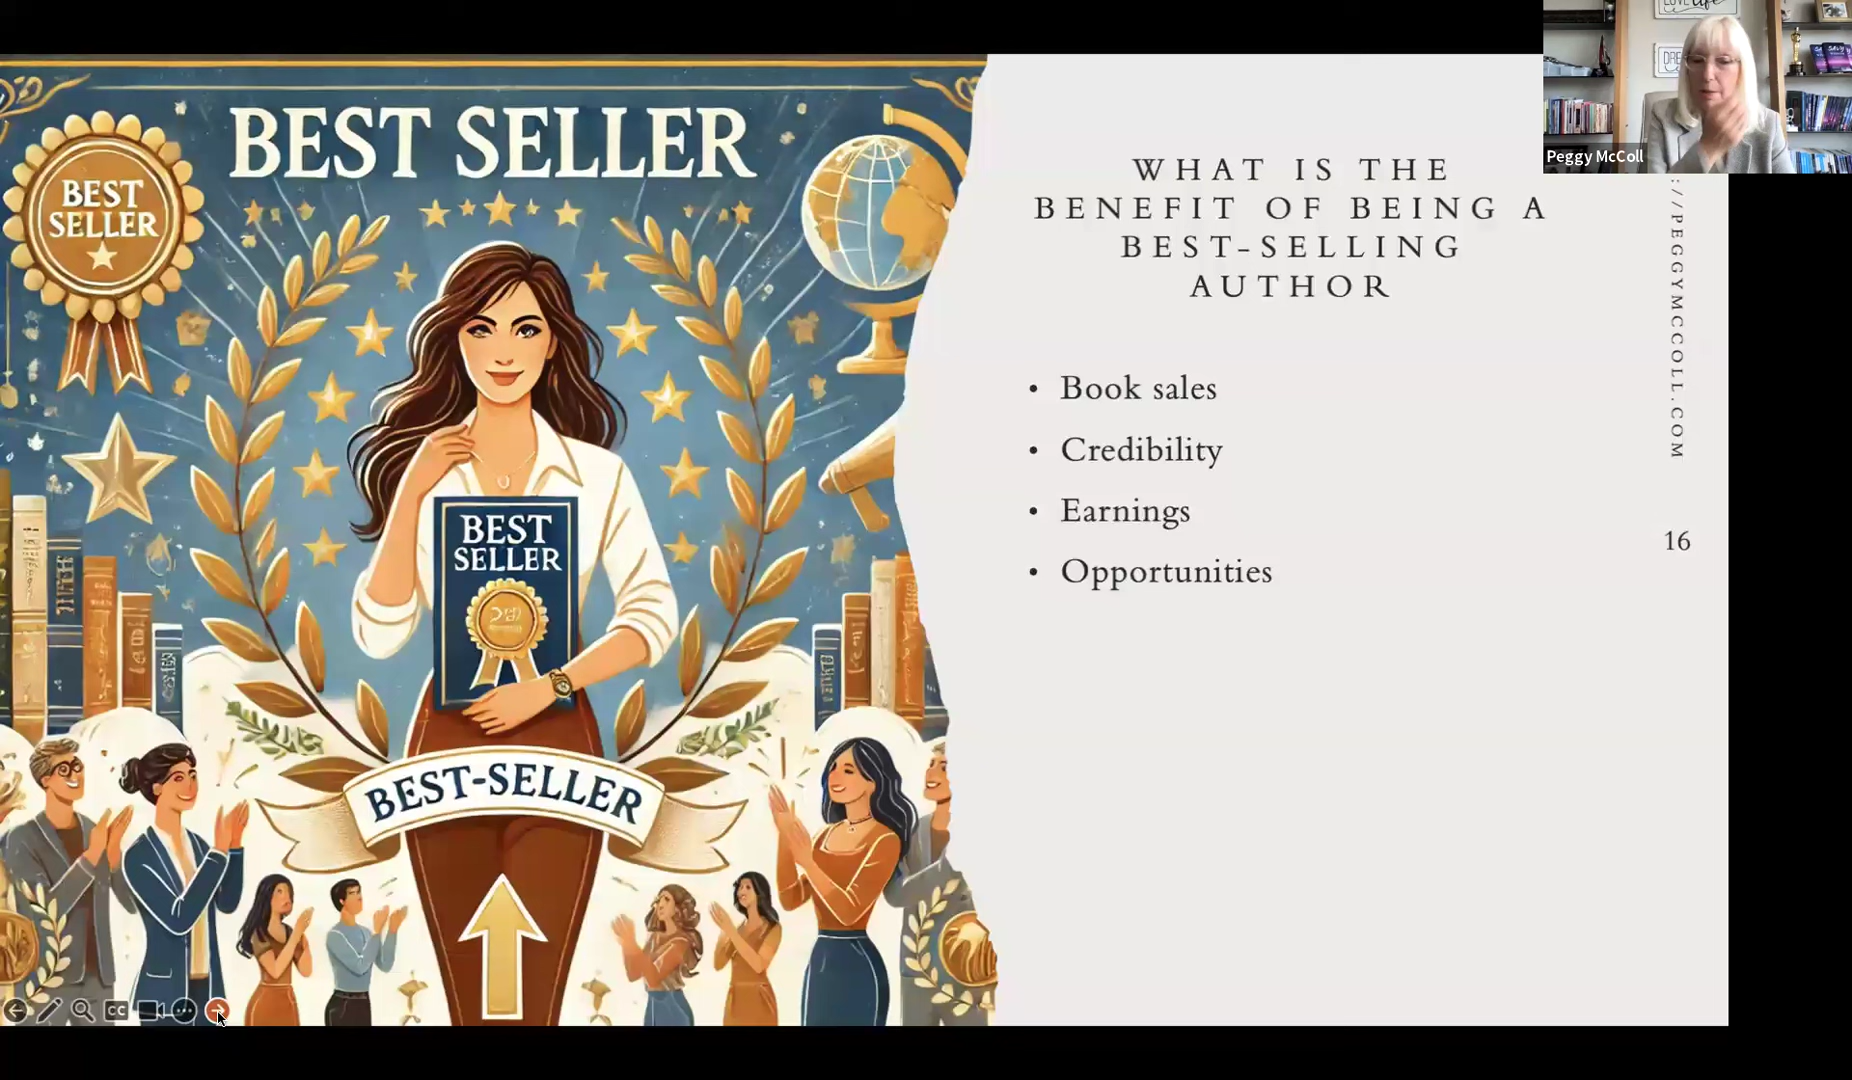 BEST SELLER
BEST
SELLER
BEST
SELLER
BEST-SELLER
WHAT IS THE
BENEFIT OF BEING A
BEST-SELLING
AUTHOR
• Book sales
• Credibility
• Earnings
• Opportunities
://PEGGYMCCOLL.COM
16
Peggy McColl
CC